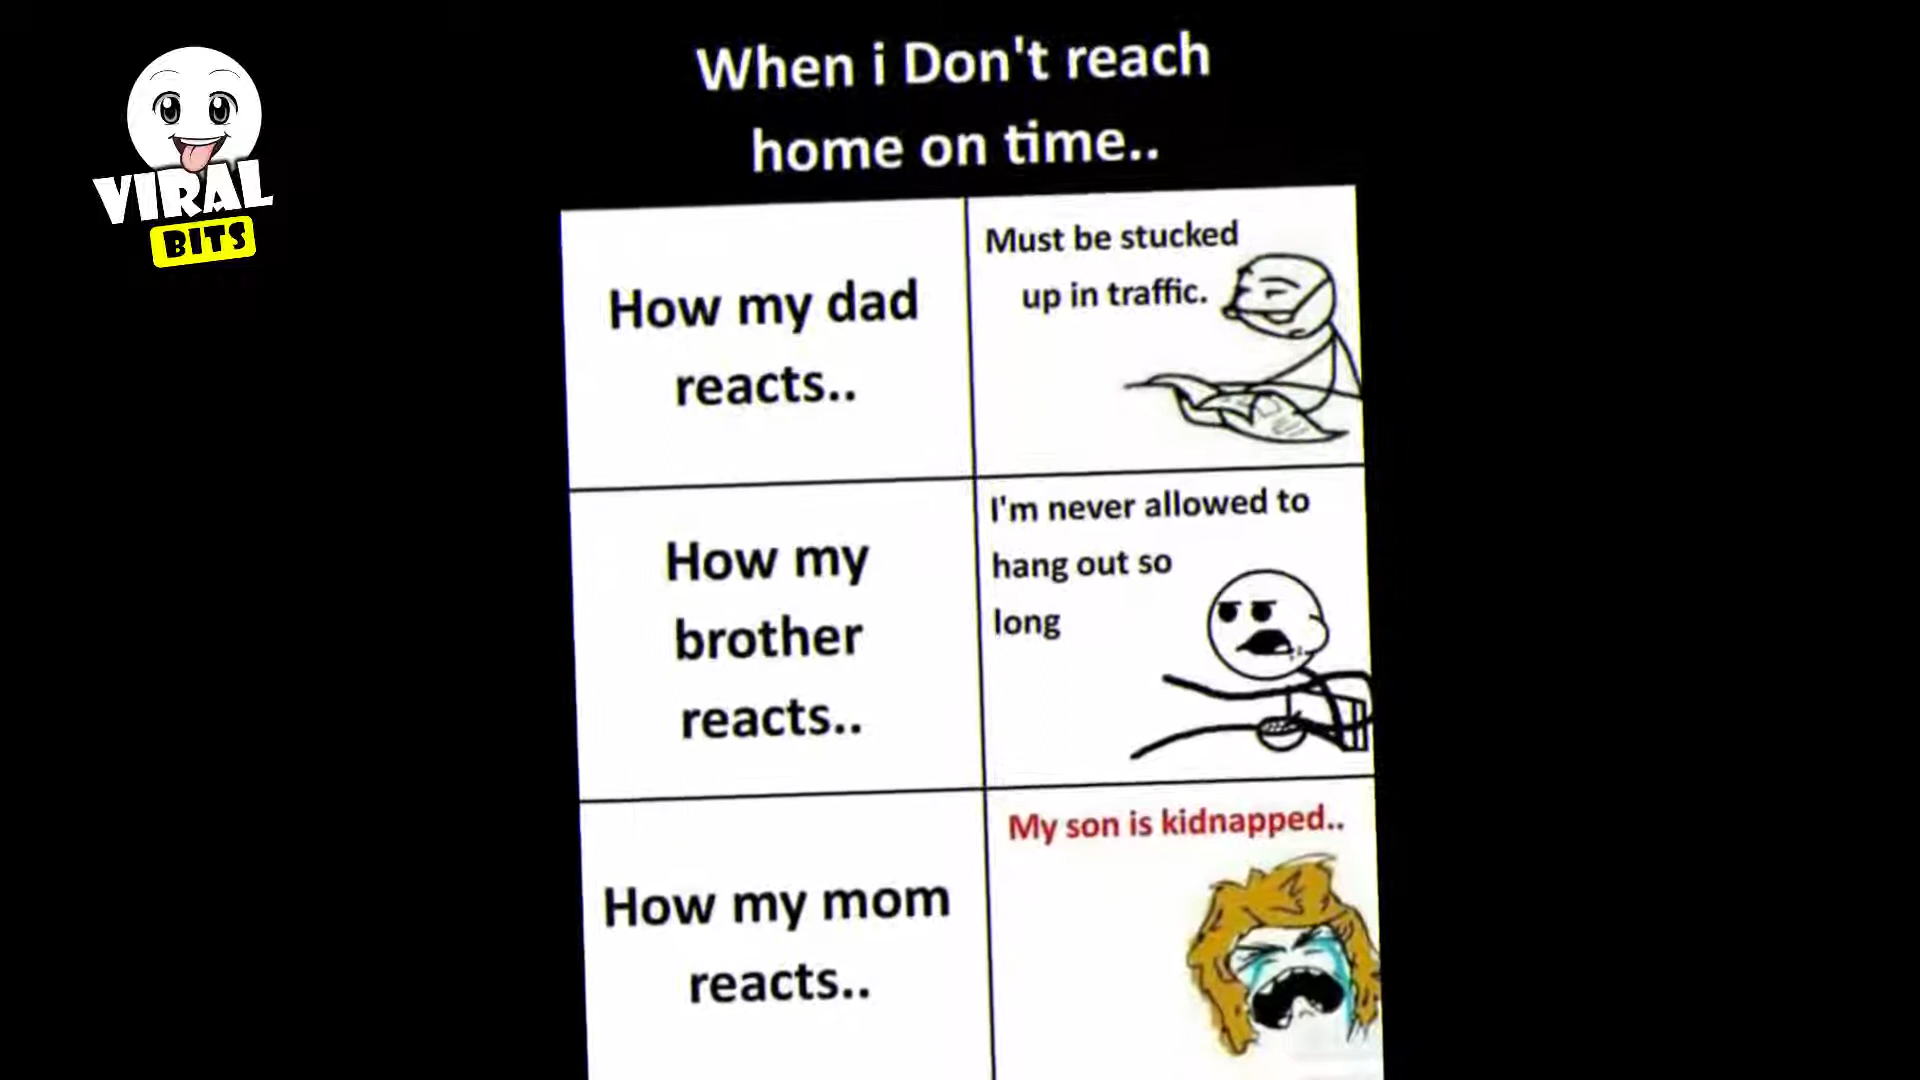 VIRAL
BITS
When i Don't reach
home on time..
How my dad
reacts..
Must be stucked
up in traffic.
How my
brother
reacts..
I'm never allowed to
hang out so
long
How my mom
reacts..
My son is kidnapped..